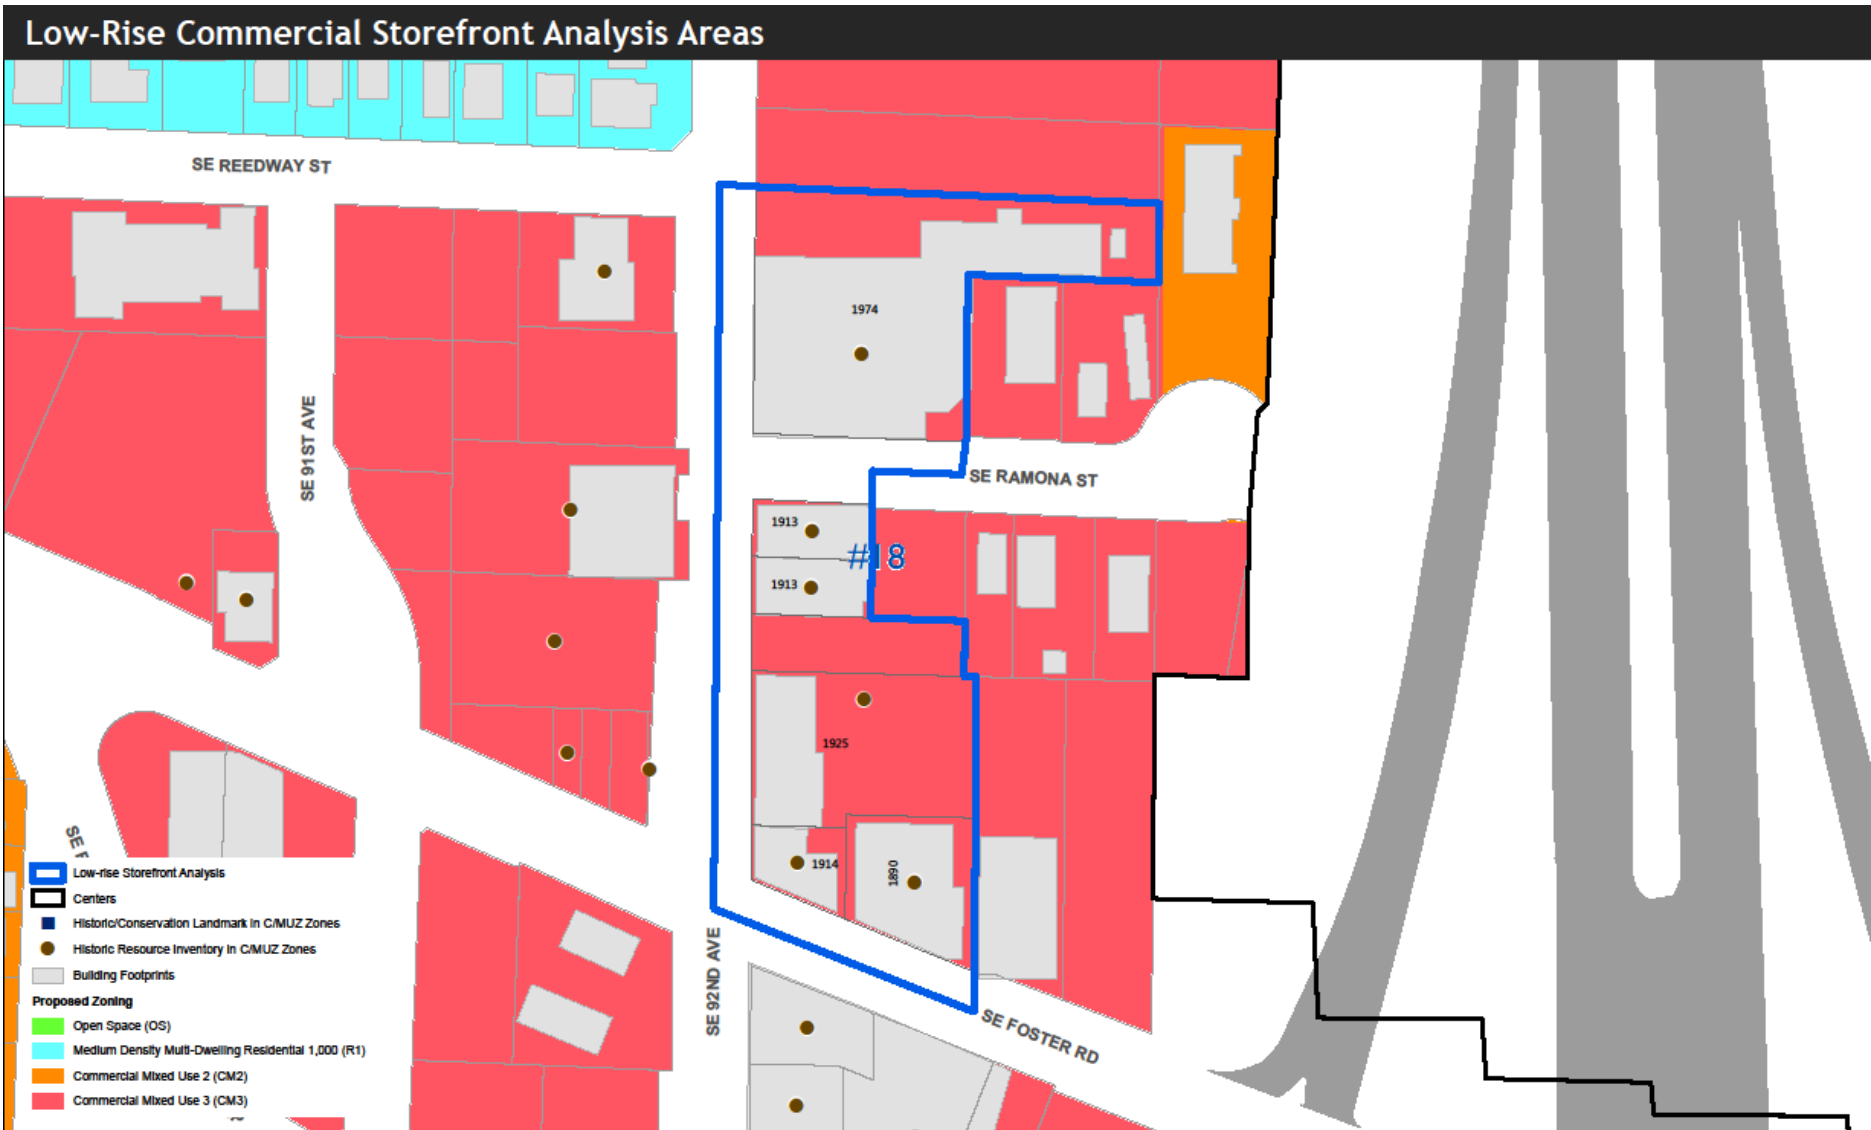 Low-Rise Commercial Storefront Analysis Areas
SE REEDWAY ST
1974
SE 91ST AVE
SE RAMONA ST
1913
#18
1913
1925
1914
1890
SE 92ND AVE
SE FOSTER RD
Low-rise Storefront Analysis
Centers
Historic/Conservation Landmark in C/MUZ Zones
Historic Resource Inventory in C/MUZ Zones
Building Footprints
Proposed Zoning
Open Space (OS)
Medium Density Multi-Dwelling Residential 1,000 (R1)
Commercial Mixed Use 2 (CM2)
Commercial Mixed Use 3 (CM3)